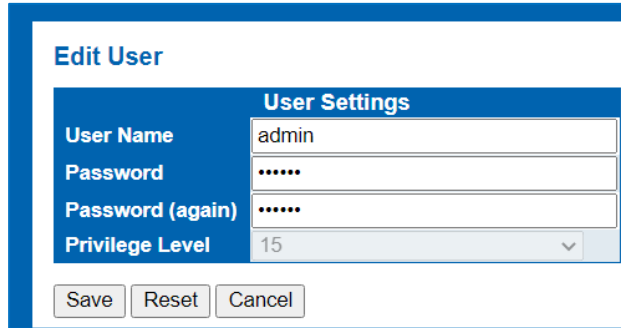 Edit User
User Settings
User Name admin
Password ••••••
Password (again) ••••••
Privilege Level 15
Save Reset Cancel